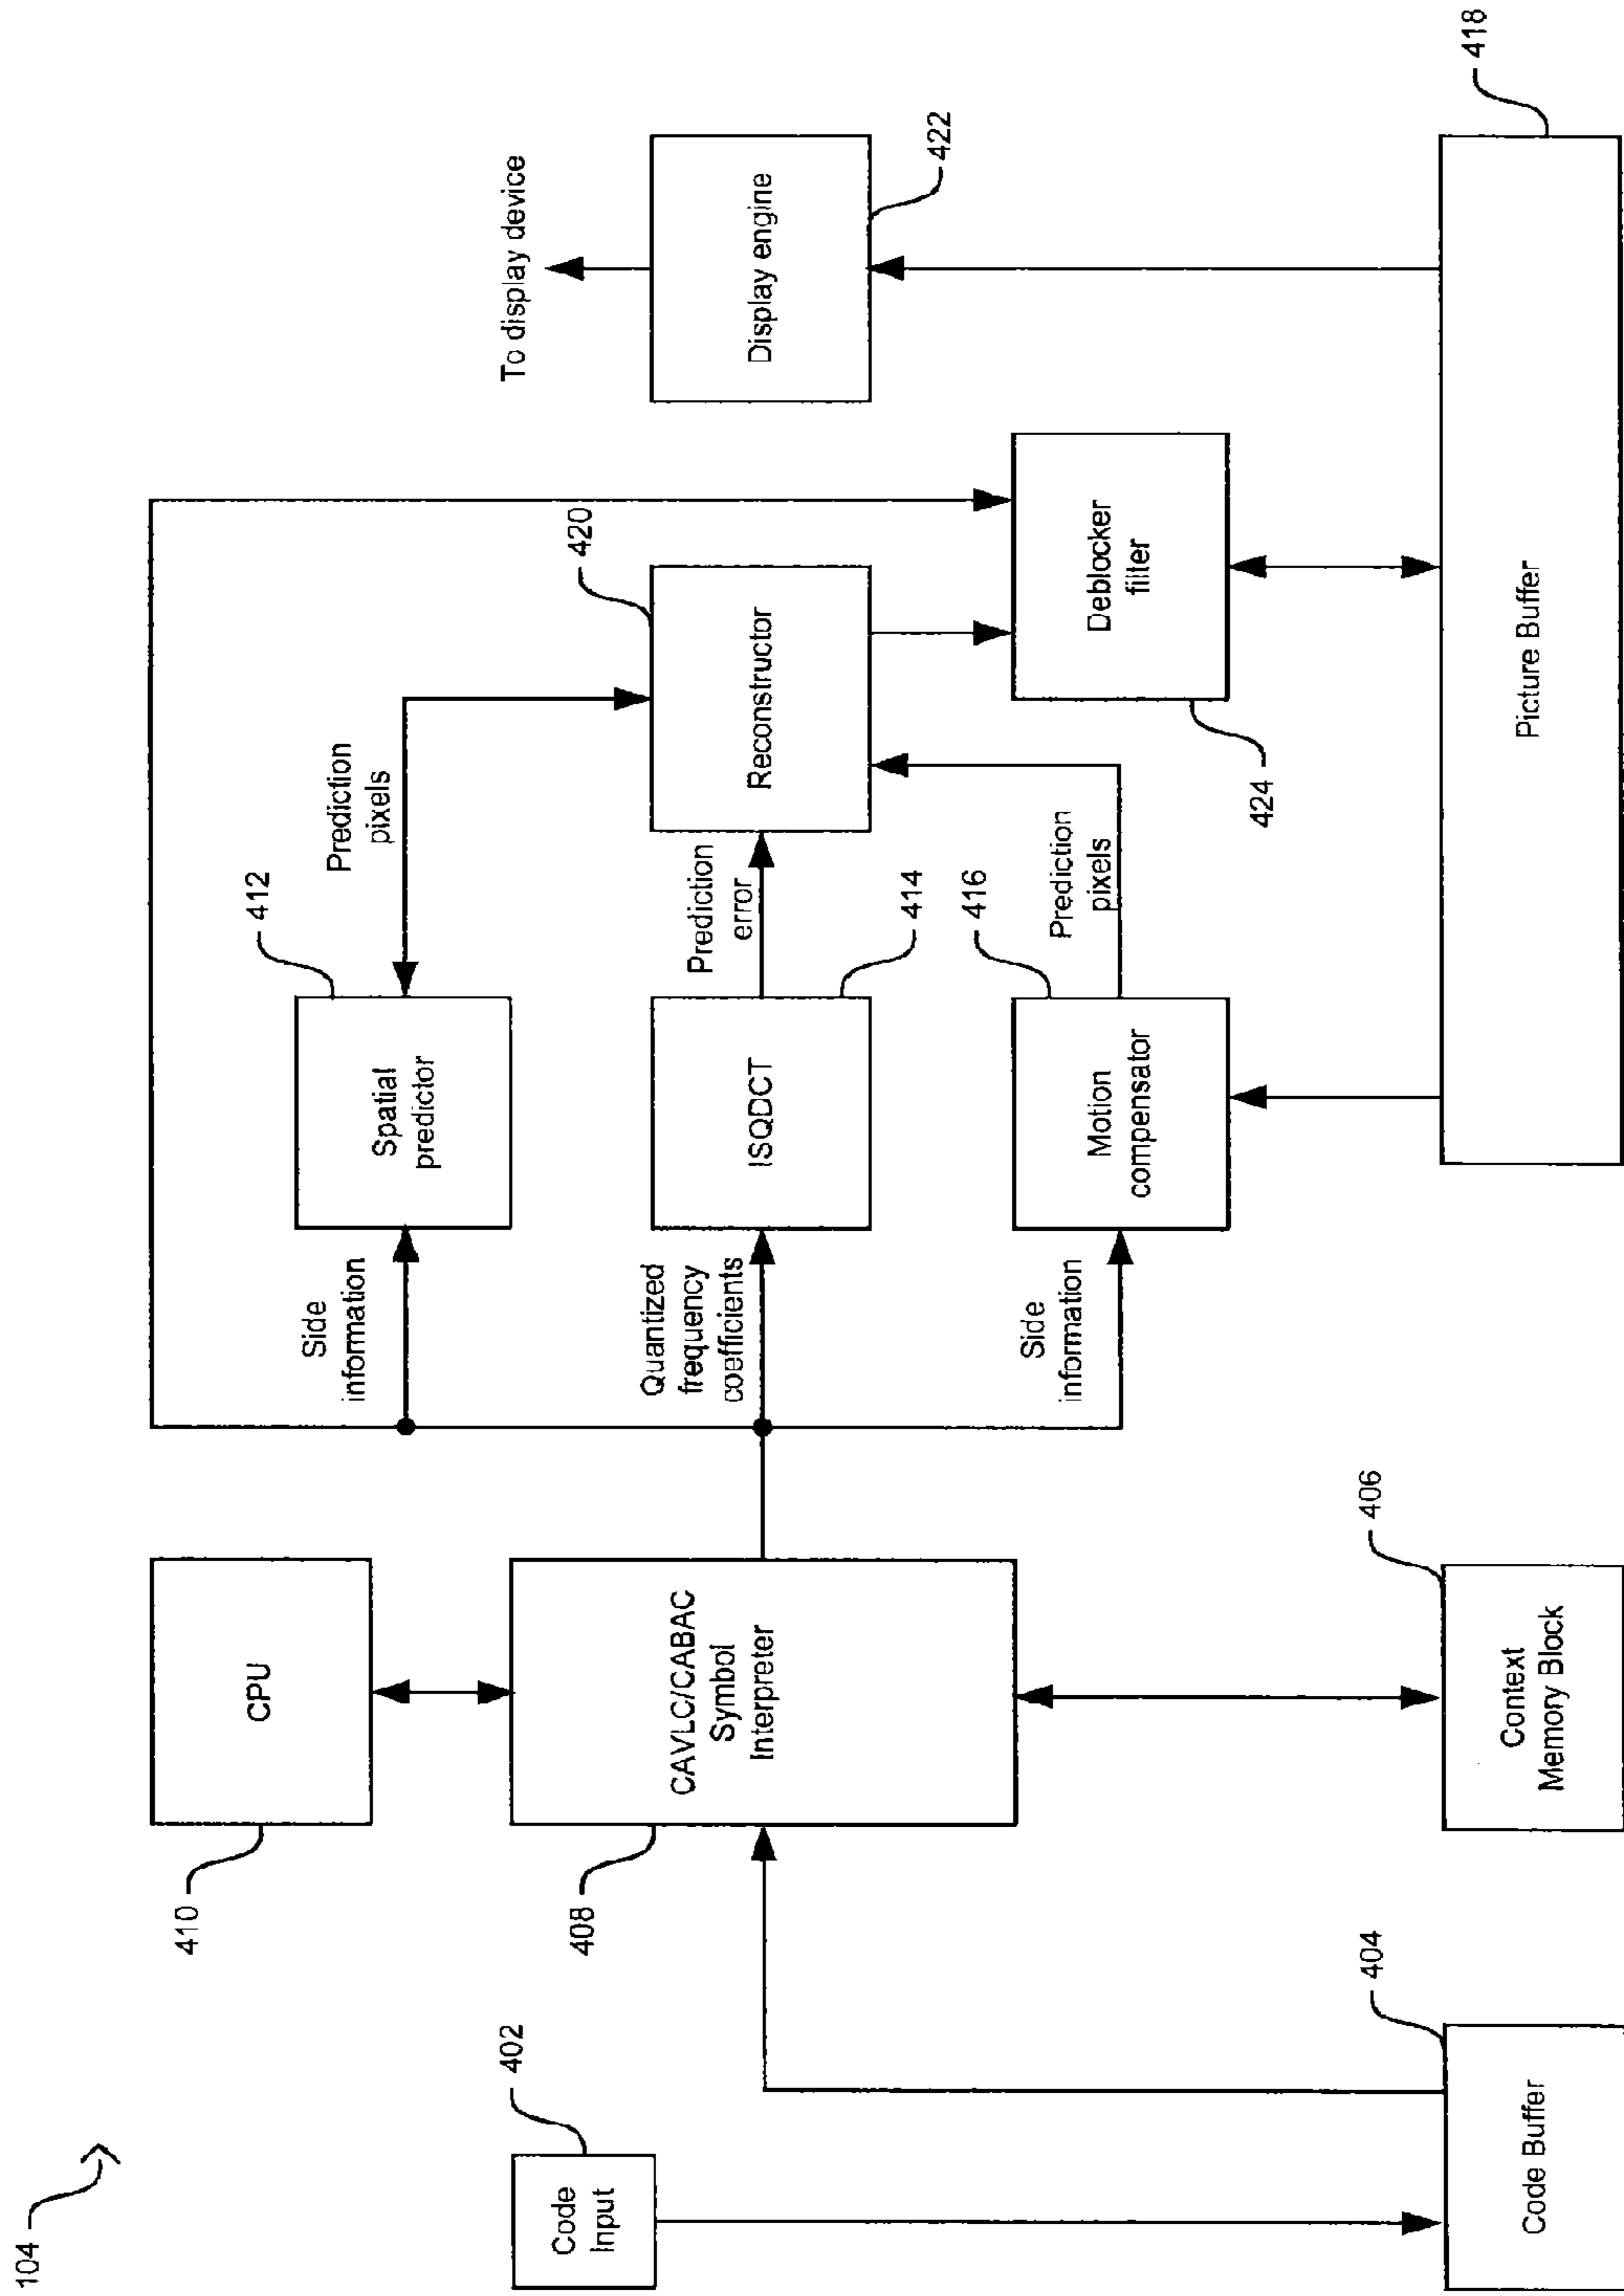 104
402
Code
Input
404
Code Buffer
410
CPU
408
CAVLC/CABAC
Symbol
Interpreter
406
Context
Memory Block
Side
information
Quantized
frequency
coefficients
Side
information
412
Spatial
predictor
414
ISQDCT
416
Motion
compensator
Prediction
pixels
Prediction
error
Prediction
pixels
420
Reconstructor
424
Deblocker
filter
To display device
Display engine
422
418
Picture Buffer